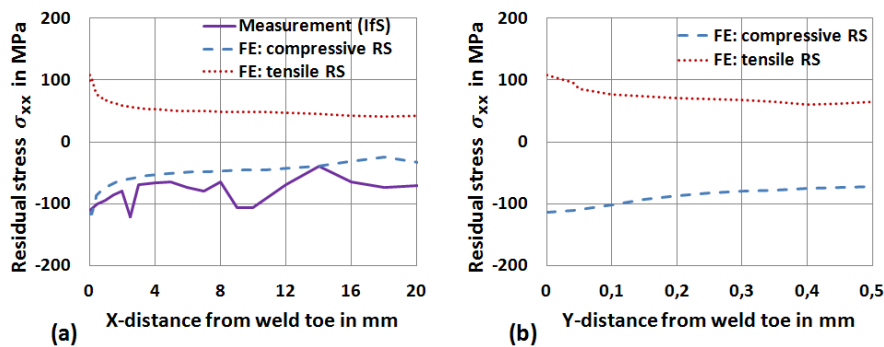 Residual stress σxx in MPa
200
100
0
-100
-200
Measurement (IfS)
FE: compressive RS
FE: tensile RS
0 4 8 12 16 20
(a) X-distance from weld toe in mm
Residual stress σxx in MPa
200
100
0
-100
-200
FE: compressive RS
FE: tensile RS
0 0,1 0,2 0,3 0,4 0,5
(b) Y-distance from weld toe in mm